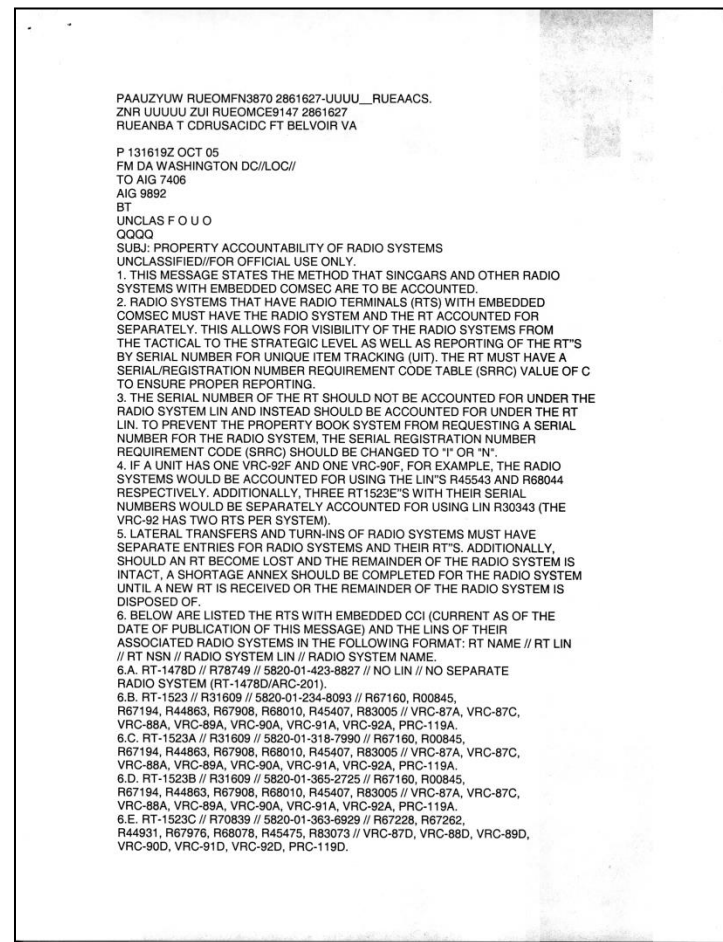 PAAUZYUW RUEOMFN3870 2861627-UUUU__RUEAACS.
ZNR UUUUU ZUI RUEOMCE9147 2861627
RUEANBA T CDRUSACIDC FT BELVOIR VA
P 131619Z OCT 05
FM DA WASHINGTON DC//LOC//
TO AIG 7406
AIG 9892
BT
UNCLAS F O U O
QQQQ
SUBJ: PROPERTY ACCOUNTABILITY OF RADIO SYSTEMS
UNCLASSIFIED//FOR OFFICIAL USE ONLY.
1. THIS MESSAGE STATES THE METHOD THAT SINCGARS AND OTHER RADIO
SYSTEMS WITH EMBEDDED COMSEC ARE TO BE ACCOUNTED.
2. RADIO SYSTEMS THAT HAVE RADIO TERMINALS (RTS) WITH EMBEDDED
COMSEC MUST HAVE THE RADIO SYSTEM AND THE RT ACCOUNTED FOR
SEPARATELY. THIS ALLOWS FOR VISIBILITY OF THE RADIO SYSTEMS FROM
THE TACTICAL TO THE STRATEGIC LEVEL AS WELL AS REPORTING OF THE RT"S
BY SERIAL NUMBER FOR UNIQUE ITEM TRACKING (UIT). THE RT MUST HAVE A
SERIAL/REGISTRATION NUMBER REQUIREMENT CODE TABLE (SRRC) VALUE OF C
TO ENSURE PROPER REPORTING.
3. THE SERIAL NUMBER OF THE RT SHOULD NOT BE ACCOUNTED FOR UNDER THE
RADIO SYSTEM LIN AND INSTEAD SHOULD BE ACCOUNTED FOR UNDER THE RT
LIN. TO PREVENT THE PROPERTY BOOK SYSTEM FROM REQUESTING A SERIAL
NUMBER FOR THE RADIO SYSTEM, THE SERIAL REGISTRATION NUMBER
REQUIREMENT CODE (SRRC) SHOULD BE CHANGED TO "I" OR "N".
4. IF A UNIT HAS ONE VRC-92F AND ONE VRC-90F, FOR EXAMPLE, THE RADIO
SYSTEMS WOULD BE ACCOUNTED FOR USING THE LIN"S R45543 AND R68044
RESPECTIVELY. ADDITIONALLY, THREE RT1523E"S WITH THEIR SERIAL
NUMBERS WOULD BE SEPARATELY ACCOUNTED FOR USING LIN R30343 (THE
VRC-92 HAS TWO RTS PER SYSTEM).
5. LATERAL TRANSFERS AND TURN-INS OF RADIO SYSTEMS MUST HAVE
SEPARATE ENTRIES FOR RADIO SYSTEMS AND THEIR RT"S. ADDITIONALLY,
SHOULD AN RT BECOME LOST AND THE REMAINDER OF THE RADIO SYSTEM IS
INTACT, A SHORTAGE ANNEX SHOULD BE COMPLETED FOR THE RADIO SYSTEM
UNTIL A NEW RT IS RECEIVED OR THE REMAINDER OF THE RADIO SYSTEM IS
DISPOSED OF.
6. BELOW ARE LISTED THE RTS WITH EMBEDDED CCI (CURRENT AS OF THE
DATE OF PUBLICATION OF THIS MESSAGE) AND THE LINS OF THEIR
ASSOCIATED RADIO SYSTEMS IN THE FOLLOWING FORMAT: RT NAME // RT LIN
// RT NSN // RADIO SYSTEM LIN // RADIO SYSTEM NAME.
6.A. RT-1478D // R78749 // 5820-01-423-8827 // NO LIN // NO SEPARATE
RADIO SYSTEM (RT-1478D/ARC-201).
6.B. RT-1523 // R31609 // 5820-01-234-8093 // R67160, R00845,
R67194, R44863, R67908, R68010, R45407, R83005 // VRC-87A, VRC-87C,
VRC-88A, VRC-89A, VRC-90A, VRC-91A, VRC-92A, PRC-119A.
6.C. RT-1523A // R31609 // 5820-01-318-7990 // R67160, R00845,
R67194, R44863, R67908, R68010, R45407, R83005 // VRC-87A, VRC-87C,
VRC-88A, VRC-89A, VRC-90A, VRC-91A, VRC-92A, PRC-119A.
6.D. RT-1523B // R31609 // 5820-01-365-2725 // R67160, R00845,
R67194, R44863, R67908, R68010, R45407, R83005 // VRC-87A, VRC-87C,
VRC-88A, VRC-89A, VRC-90A, VRC-91A, VRC-92A, PRC-119A.
6.E. RT-1523C // R70839 // 5820-01-363-6929 // R67228, R67262,
R44931, R67976, R68078, R45475, R83073 // VRC-87D, VRC-88D, VRC-89D,
VRC-90D, VRC-91D, VRC-92D, PRC-119D.